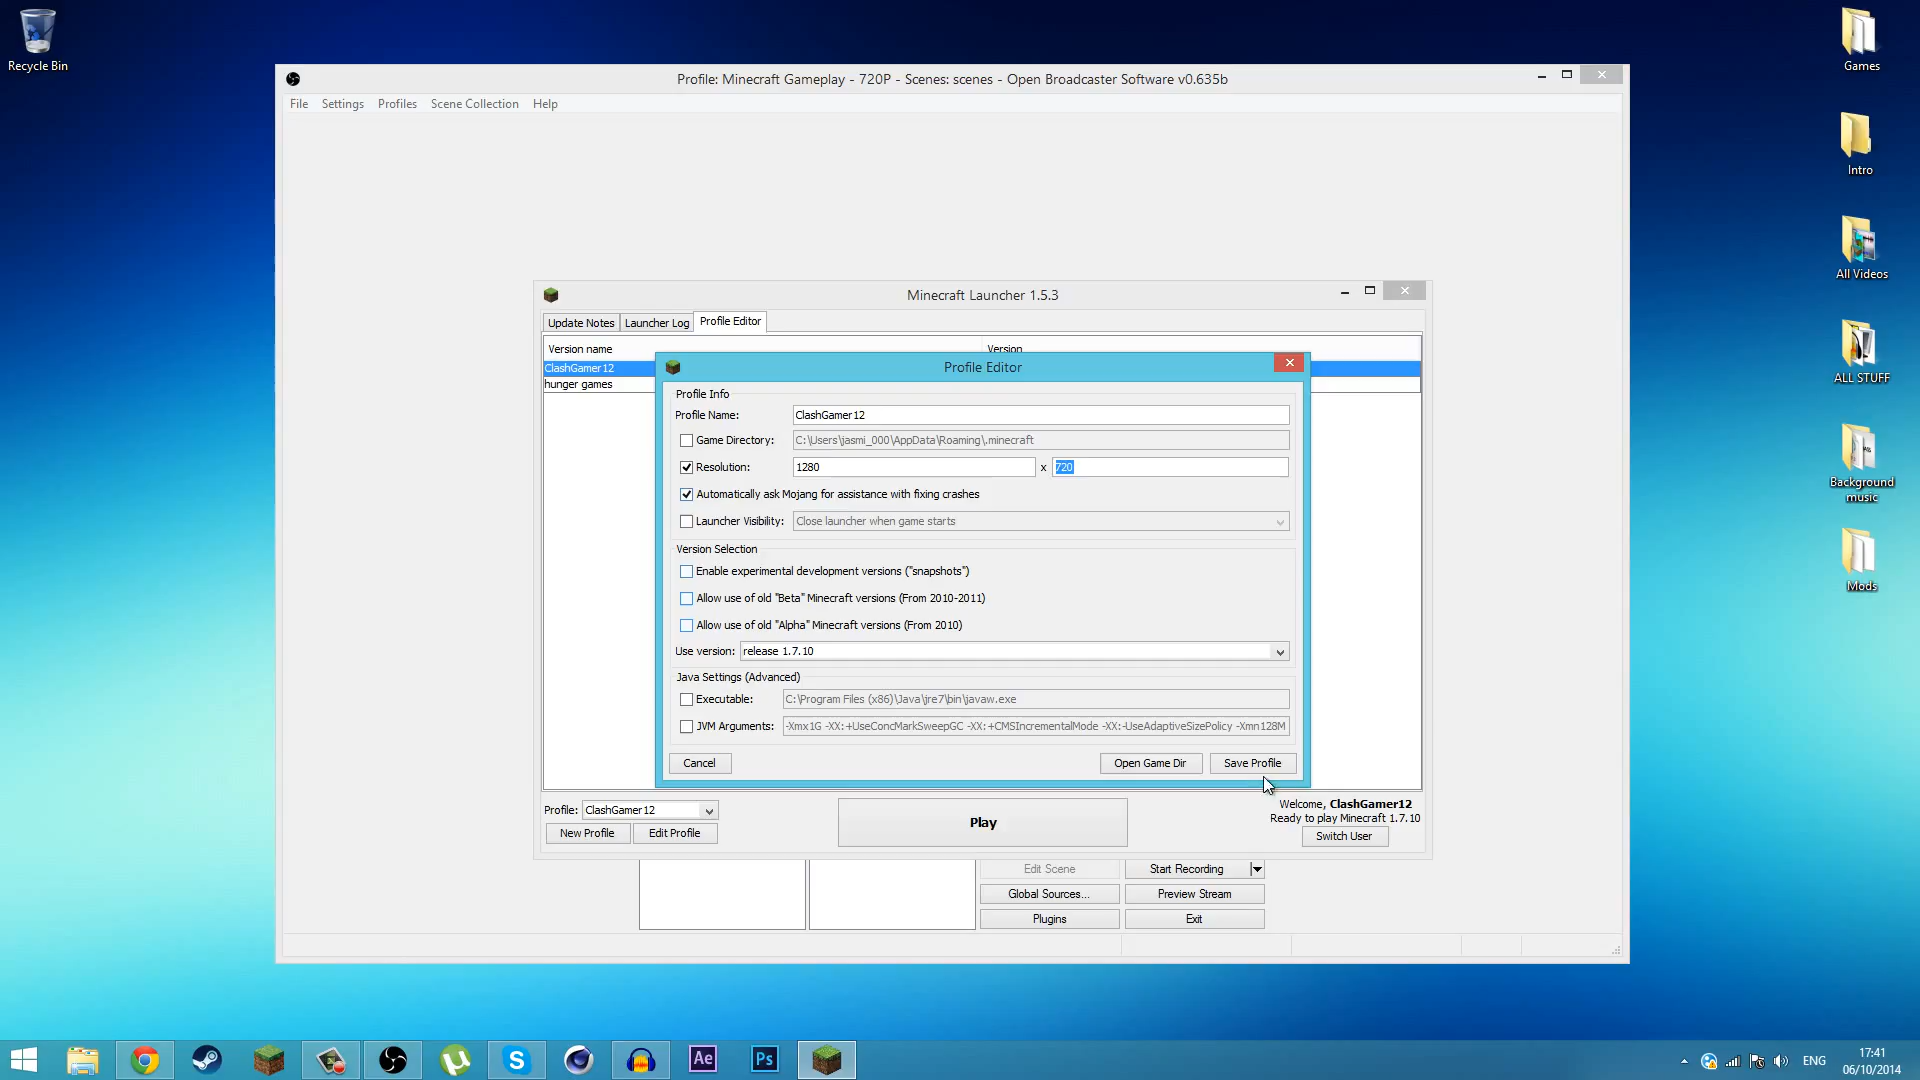 Recycle Bin
Profile: Minecraft Gameplay - 720P - Scenes: scenes - Open Broadcaster Software v0.635b
File Settings Profiles Scene Collection Help
Minecraft Launcher 1.5.3
Update Notes Launcher Log Profile Editor
Version name Version
ClashGamer12
hunger games
Profile Editor
Profile Info
Profile Name: ClashGamer12
Game Directory: C:\Users\jasmi_000\AppData\Roaming\.minecraft
Resolution: 1280 x 720
Automatically ask Mojang for assistance with fixing crashes
Launcher Visibility: Close launcher when game starts
Version Selection
Enable experimental development versions ("snapshots")
Allow use of old "Beta" Minecraft versions (From 2010-2011)
Allow use of old "Alpha" Minecraft versions (From 2010)
Use version: release 1.7.10
Java Settings (Advanced)
Executable: C:\Program Files (x86)\Java\jre7\bin\javaw.exe
JVM Arguments: -Xmx1G -XX:+UseConcMarkSweepGC -XX:+CMSIncrementalMode -XX:-UseAdaptiveSizePolicy -Xmn128M
Cancel Open Game Dir Save Profile
Profile: ClashGamer12
New Profile Edit Profile
Play
Welcome, ClashGamer12
Ready to play Minecraft 1.7.10
Switch User
Edit Scene Start Recording
Global Sources... Preview Stream
Plugins Exit
Games
Intro
All Videos
ALL STUFF
Background
music
Mods
Ae Ps
ENG
17:41
06/10/2014